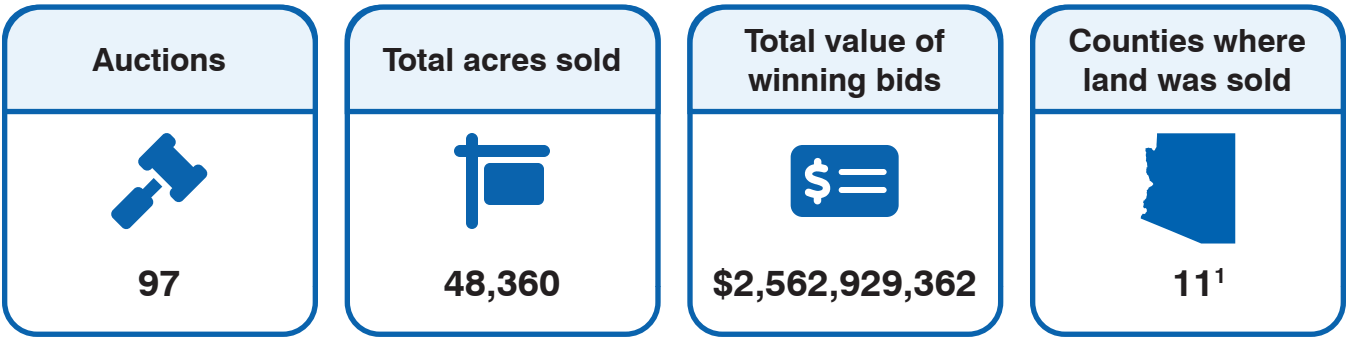 Auctions
97
Total acres sold
48,360
Total value of
winning bids
$
$2,562,929,362
Counties where
land was sold
11¹